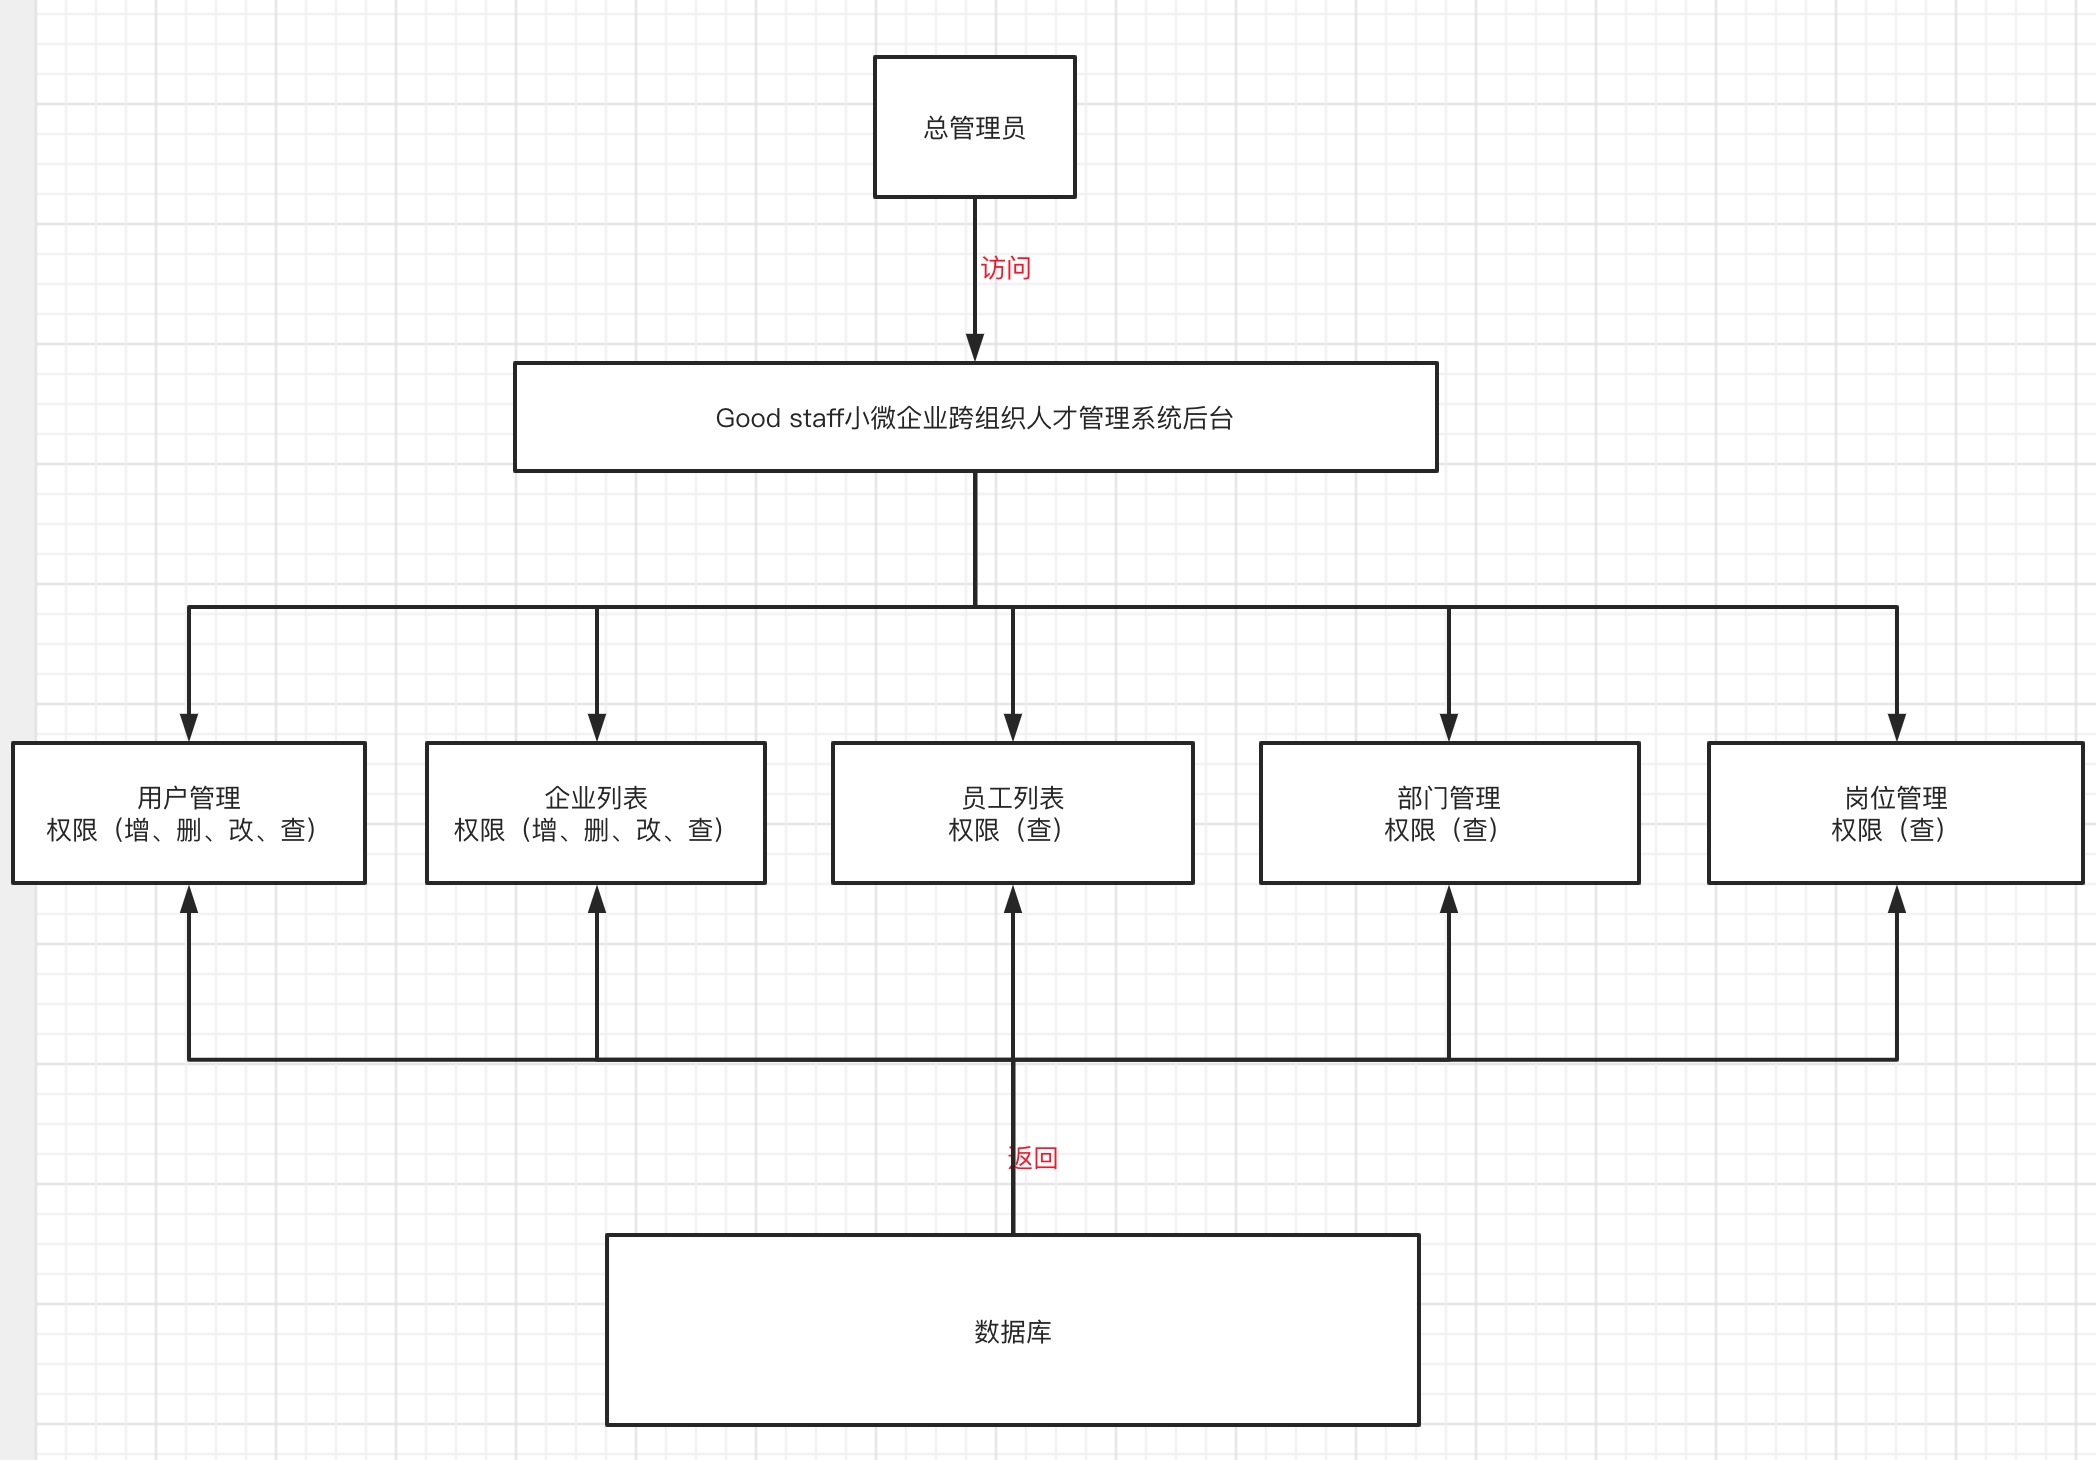 总管理员
访问
Good staff小微企业跨组织人才管理系统后台
用户管理
权限（增、删、改、查）
企业列表
权限（增、删、改、查）
员工列表
权限（查）
部门管理
权限（查）
岗位管理
权限（查）
返回
数据库